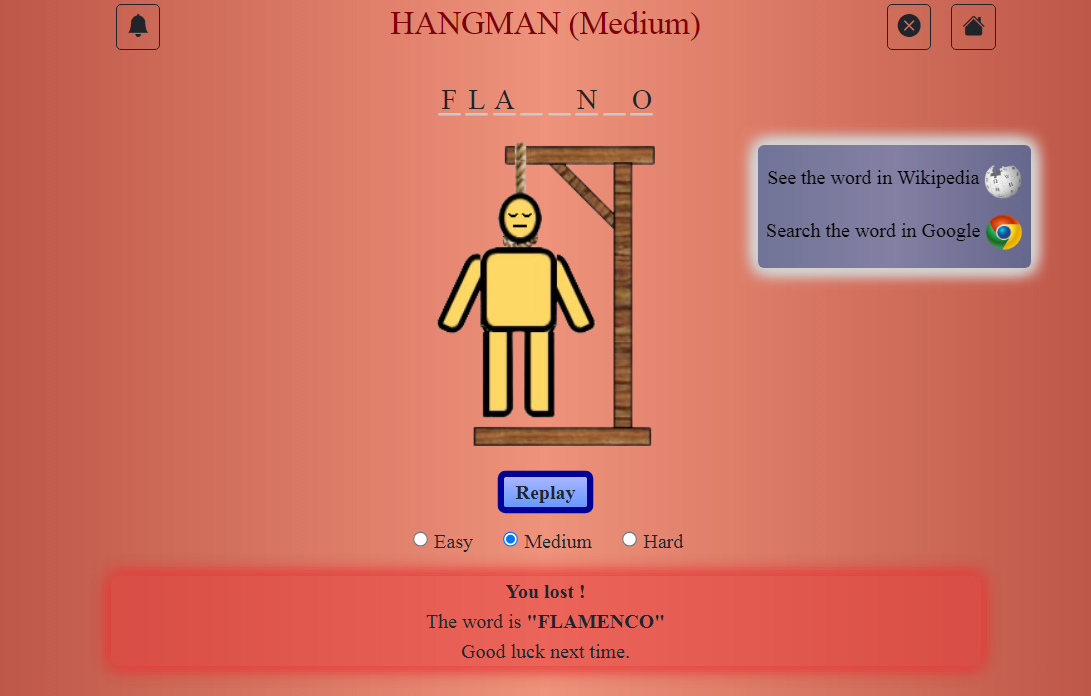 HANGMAN (Medium)
F L A _ _ N _ O
See the word in Wikipedia
Search the word in Google
Replay
Easy Medium Hard
You lost !
The word is "FLAMENCO"
Good luck next time.